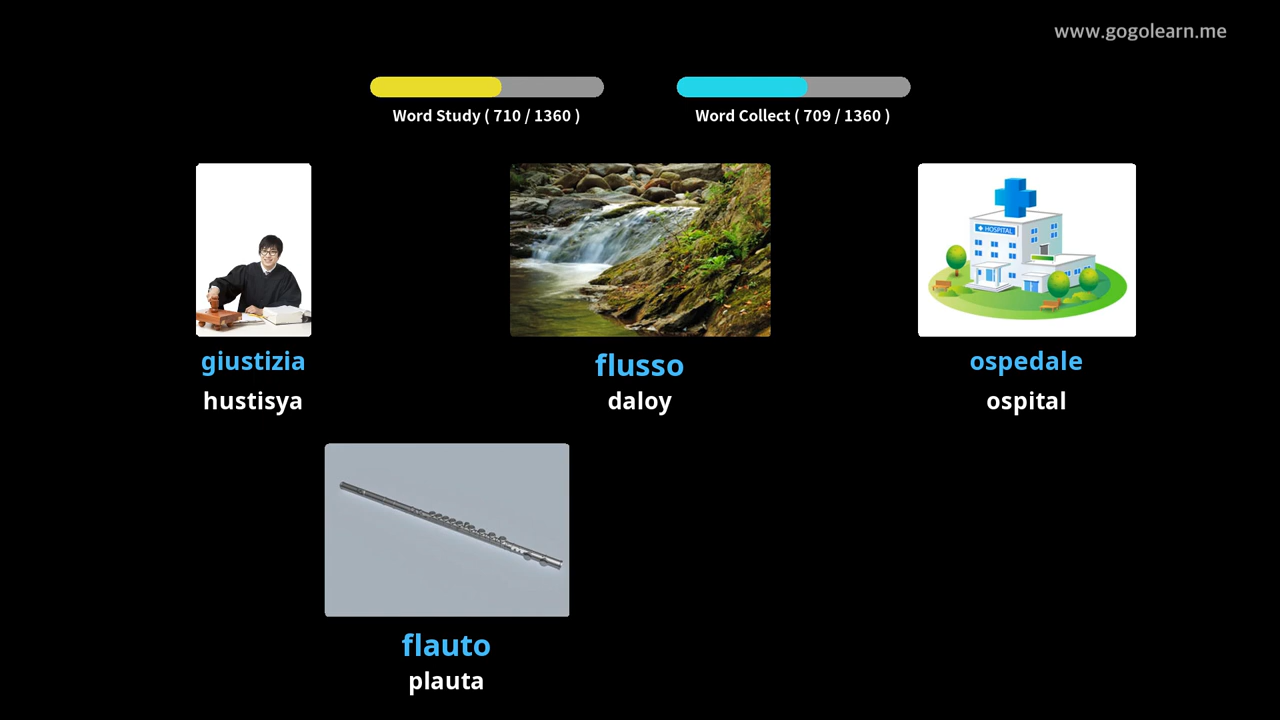 www.gogolearn.me
Word Study ( 710 / 1360 )
Word Collect ( 709 / 1360 )
HOSPITAL
giustizia
hustisya
flusso
daloy
ospedale
ospital
flauto
plauta